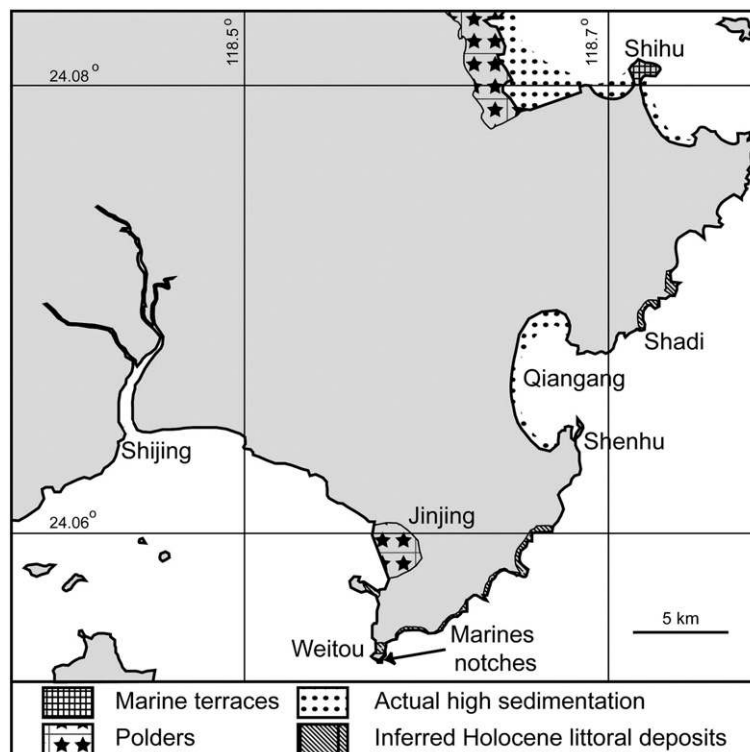 118.5°
118.7°
Shihu
24.08°
Shadi
Qiangang
Shenhu
Shijing
Jinjing
24.06°
5 km
Weitou
Marines
notches
Marine terraces
Actual high sedimentation
Polders
Inferred Holocene littoral deposits